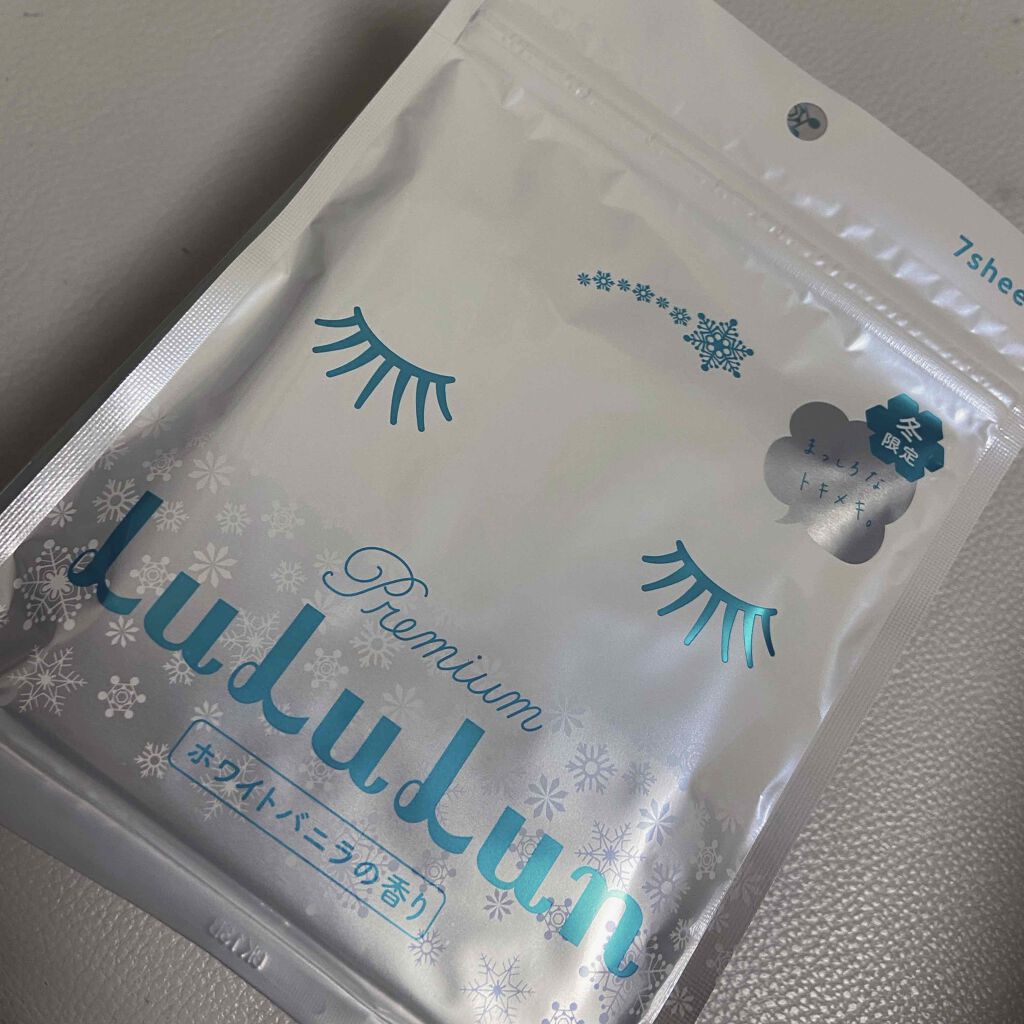 7shee
冬
限定
まっしろな
トキメキ。
Premium
LuLuLun
ホワイトバニラの香り